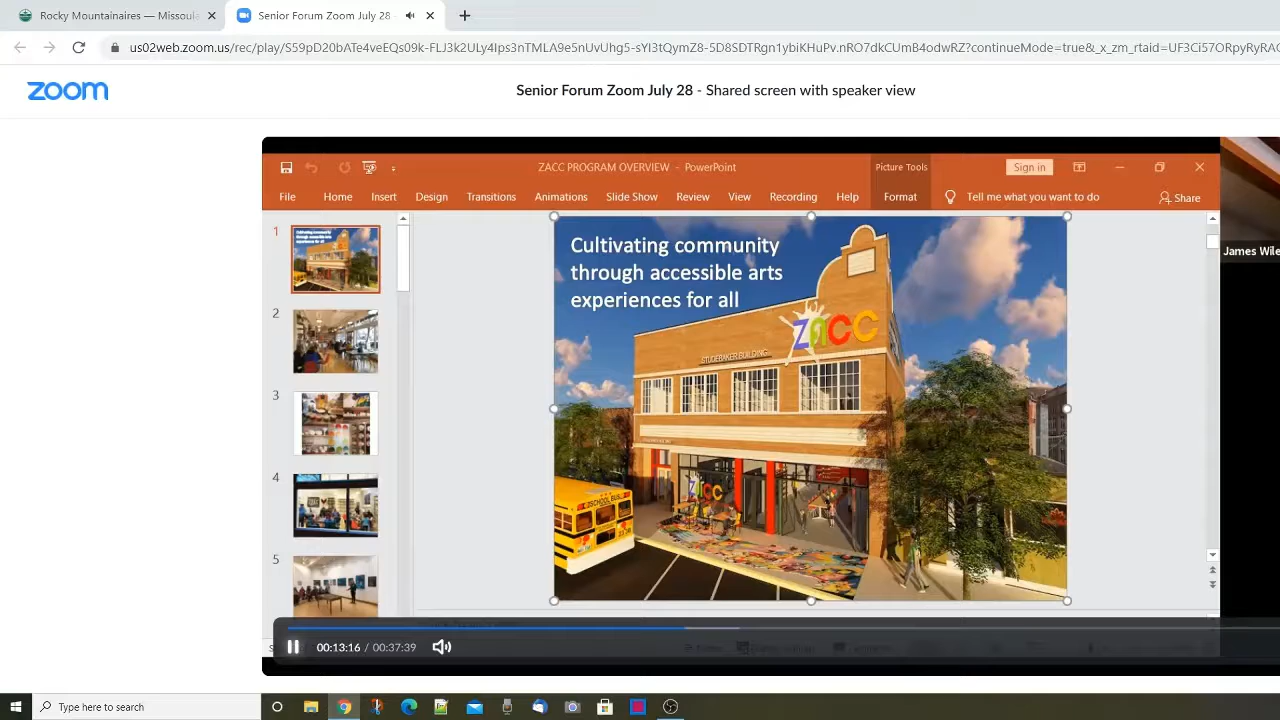 Rocky Mountainaires — Missoula
Senior Forum Zoom July 28 -
us02web.zoom.us/rec/play/S59pD20bATe4veEQs09k-FLJ3k2ULy4Ips3nTMLA9e5nUvUhg5-sYI3tQymZ8-5D8SDTRgn1ybiKHuPv.nRO7dkCUmB4odwRZ?continueMode=true&_x_zm_rtaid=UF3Ci57ORpyRyRAC
zoom
Senior Forum Zoom July 28 - Shared screen with speaker view
ZACC PROGRAM OVERVIEW - PowerPoint
Picture Tools
Sign in
File Home Insert Design Transitions Animations Slide Show Review View Recording Help Format Tell me what you want to do Share
1
2
3
4
5
Cultivating community
through accessible arts
experiences for all
ZACC
STUDEBAKER BUILDING
ZACC
SCHOOL BUS
James Wile
00:13:16 / 00:37:39
Type here to search